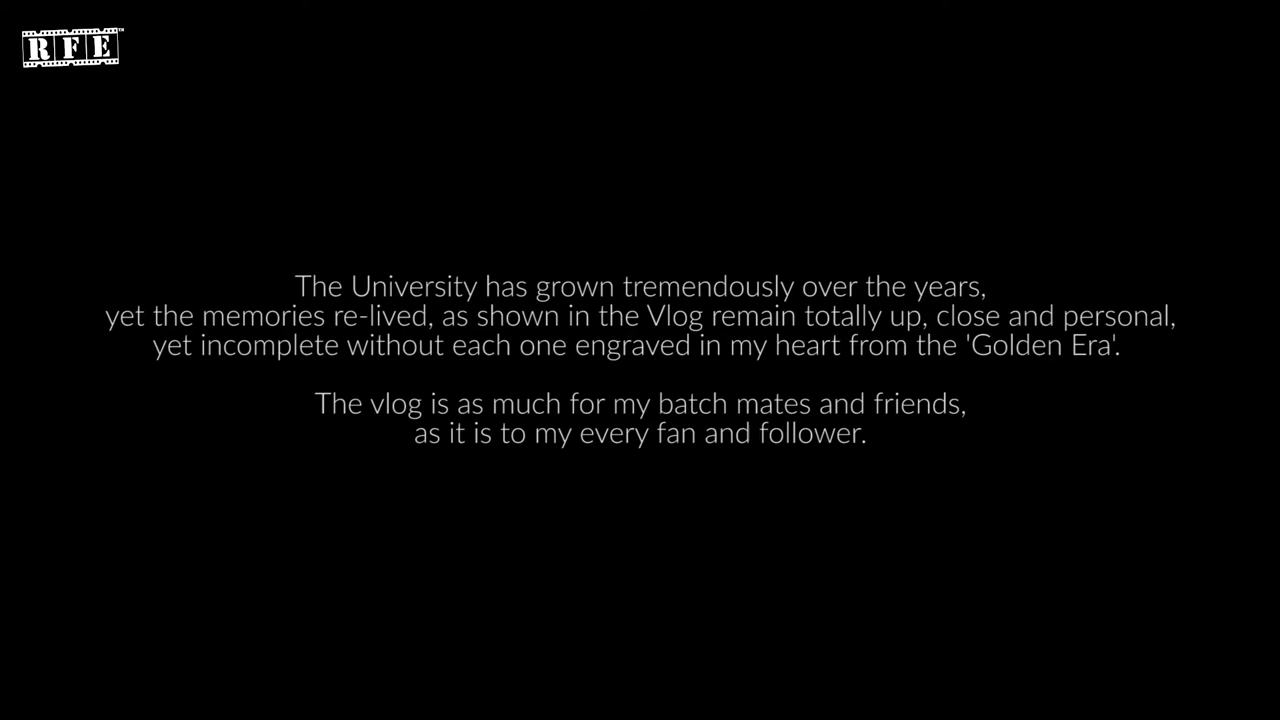 RFE™
The University has grown tremendously over the years,
yet the memories re-lived, as shown in the Vlog remain totally up, close and personal,
yet incomplete without each one engraved in my heart from the 'Golden Era'.
The vlog is as much for my batch mates and friends,
as it is to my every fan and follower.